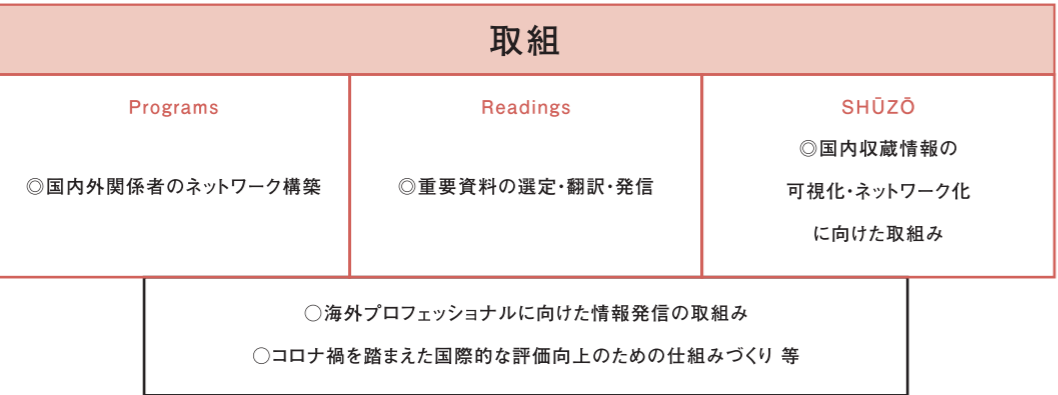 取組
Programs
◎国内外関係者のネットワーク構築
Readings
◎重要資料の選定・翻訳・発信
SHŪZŌ
◎国内収蔵情報の
可視化・ネットワーク化
に向けた取組み
○海外プロフェッショナルに向けた情報発信の取組み
○コロナ禍を踏まえた国際的な評価向上のための仕組みづくり 等